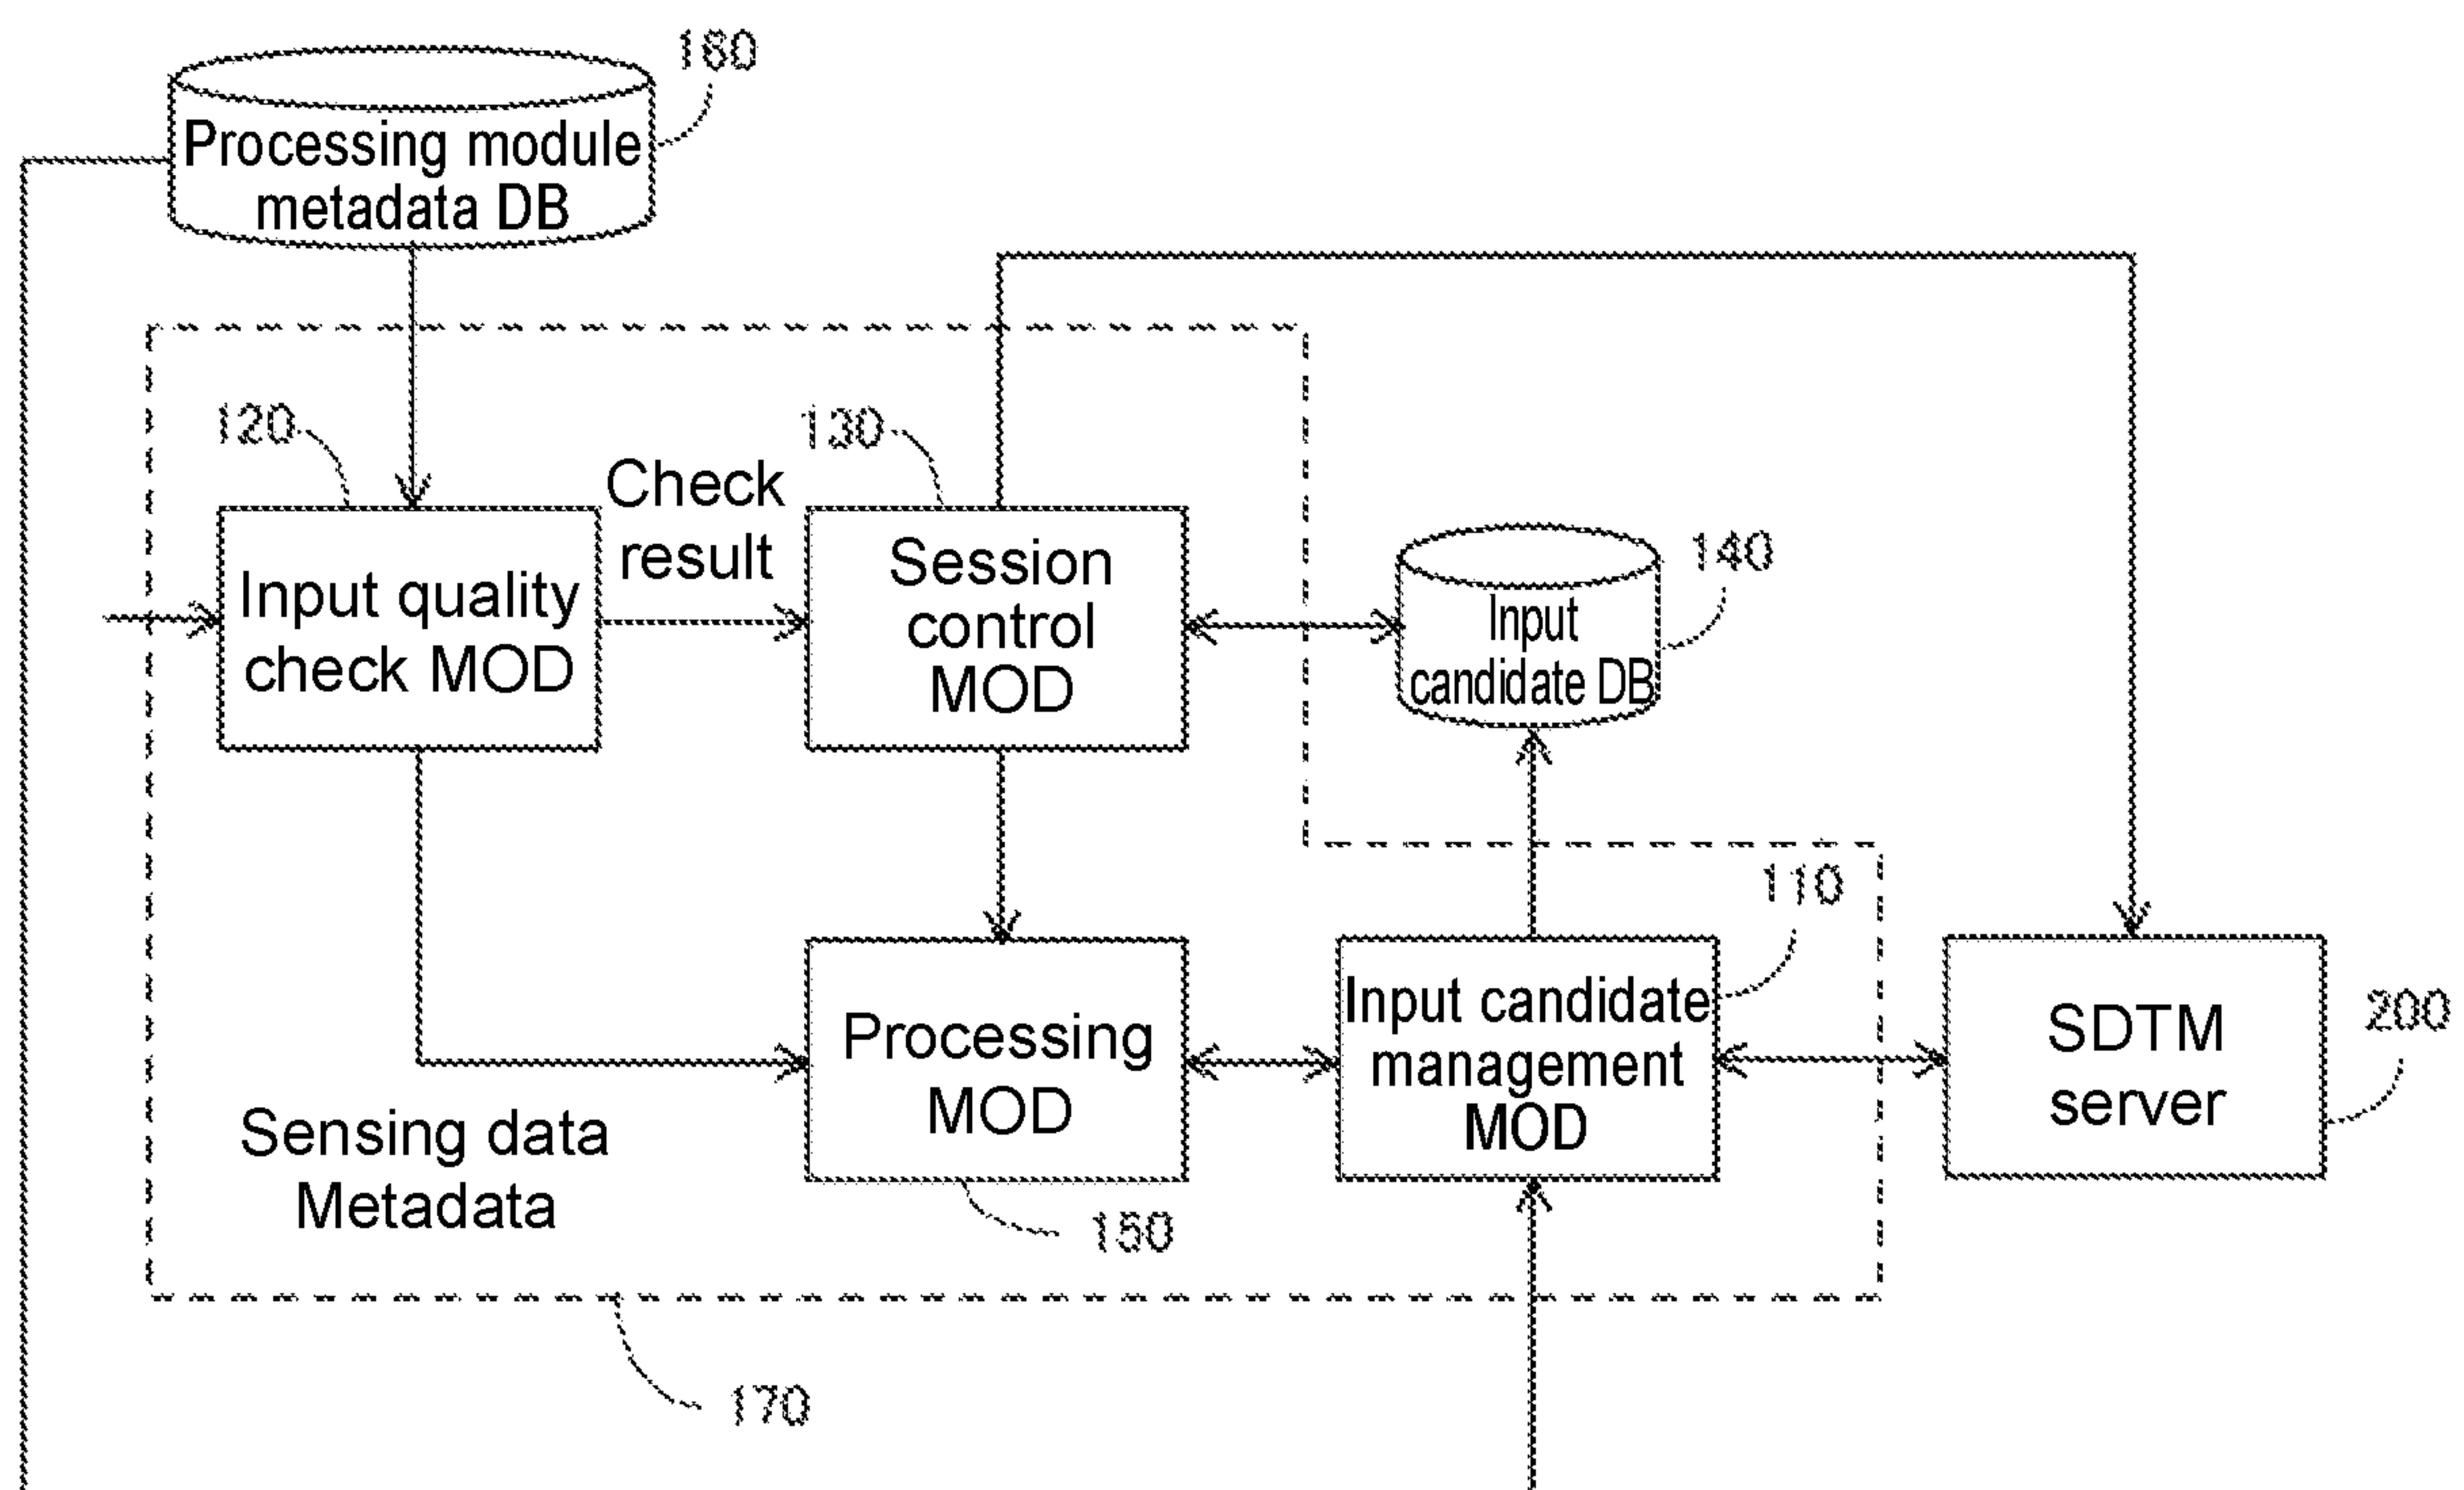 180
Processing module
metadata DB
120
130
Check
result
Input quality
check MOD
Session
control
MOD
140
Input
candidate DB
110
Processing
MOD
Input candidate
management
MOD
SDTM
server
200
Sensing data
Metadata
150
170